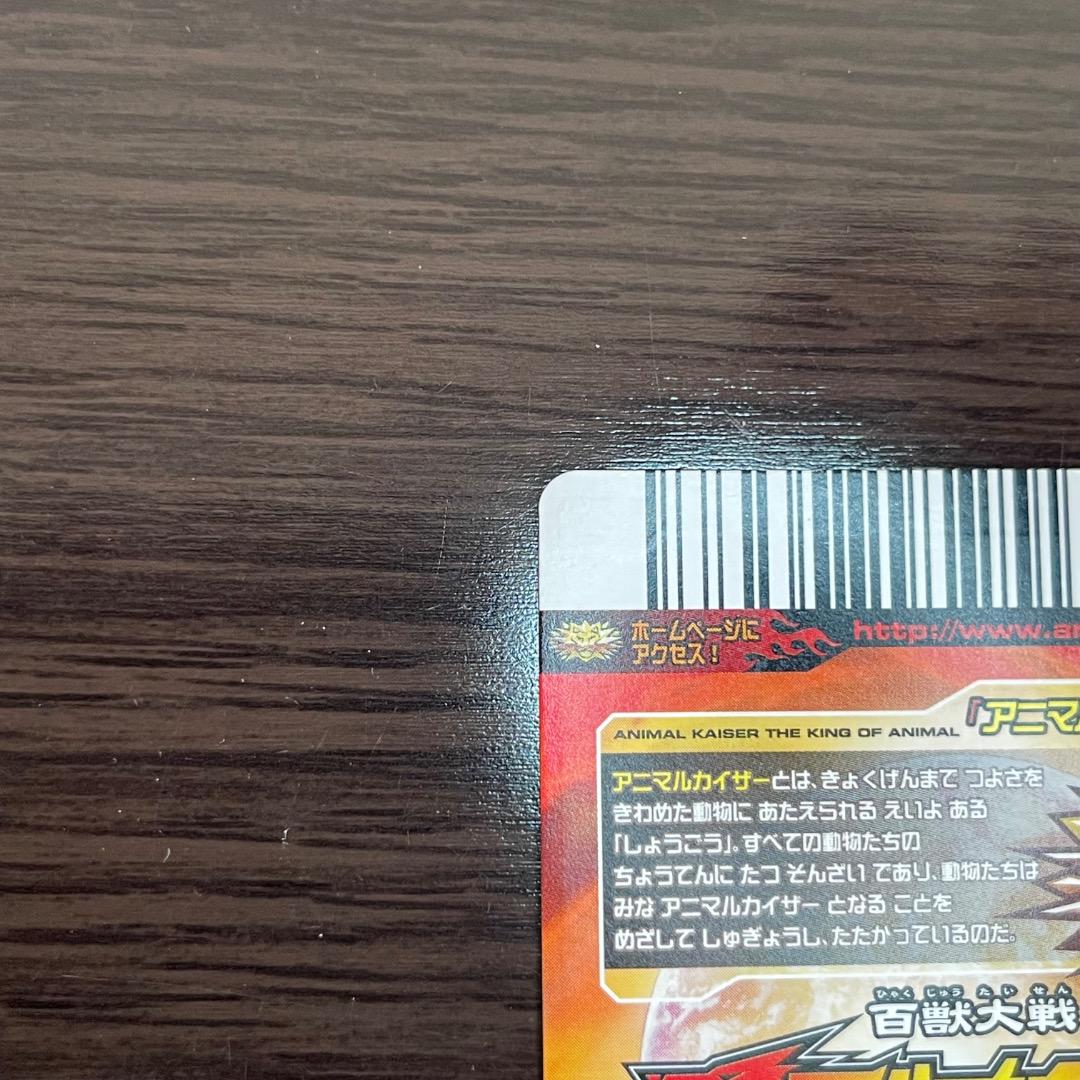 ホームページに
アクセス!
http://www.a
ANIMAL KAISER THE KING OF ANIMAL
「アニマ
アニマルカイザーとは、きょくげんまで つよさを
きわめた動物に あたえられる えいよ ある
「しょうごう」。すべての動物たちの
ちょうてんに たつ そんざい であり、動物たちは
みな アニマルカイザー となる ことを
めざして しゅぎょうし、たたかっているのだ。
ひゃくじゅうたいせん
百獣大戦